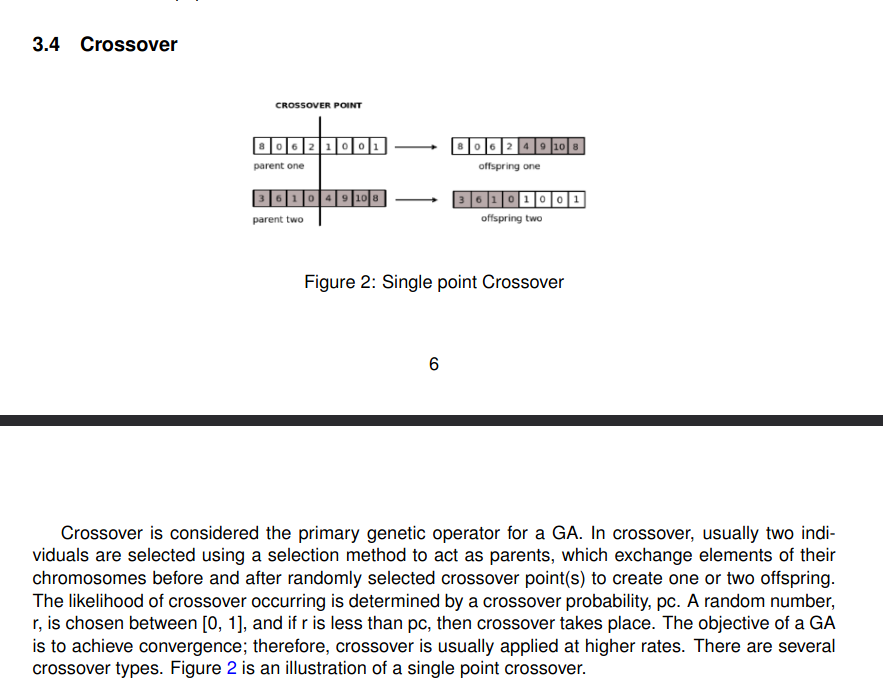 3.4 Crossover
CROSSOVER POINT
8 0 6 2 1 0 0 1
8 0 6 2 4 9 10 8
parent one
offspring one
3 6 1 0 4 9 10 8
3 6 1 0 1 0 0 1
parent two
offspring two
Figure 2: Single point Crossover
6
Crossover is considered the primary genetic operator for a GA. In crossover, usually two indi-
viduals are selected using a selection method to act as parents, which exchange elements of their
chromosomes before and after randomly selected crossover point(s) to create one or two offspring.
The likelihood of crossover occurring is determined by a crossover probability, pc. A random number,
r, is chosen between [0, 1], and if r is less than pc, then crossover takes place. The objective of a GA
is to achieve convergence; therefore, crossover is usually applied at higher rates. There are several
crossover types. Figure 2 is an illustration of a single point crossover.